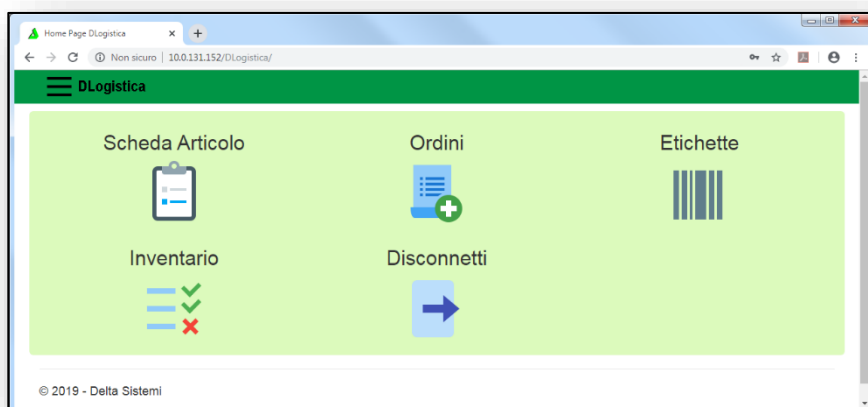 Home Page DLogistica
Non sicuro | 10.0.131.152/DLogistica/
DLogistica
Scheda Articolo
Ordini
Etichette
Inventario
Disconnetti
© 2019 - Delta Sistemi